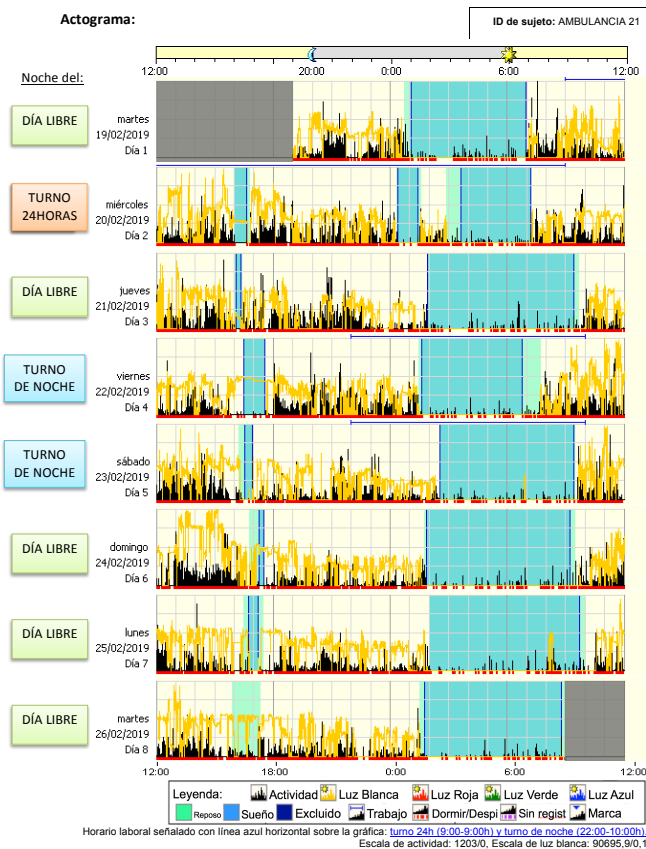 Actograma:
ID de sujeto: AMBULANCIA 21
12:00 20:00 0:00 6:00 12:00
Noche del:
DÍA LIBRE
martes
19/02/2019
Día 1
TURNO
24HORAS
miércoles
20/02/2019
Día 2
DÍA LIBRE
jueves
21/02/2019
Día 3
TURNO
DE NOCHE
viernes
22/02/2019
Día 4
TURNO
DE NOCHE
sábado
23/02/2019
Día 5
DÍA LIBRE
domingo
24/02/2019
Día 6
DÍA LIBRE
lunes
25/02/2019
Día 7
DÍA LIBRE
martes
26/02/2019
Día 8
12:00 18:00 0:00 6:00 12:00
Leyenda: Actividad Luz Blanca Luz Roja Luz Verde Luz Azul
Reposo Sueño Excluido Trabajo Dormir/Despi Sin regist Marca
Horario laboral señalado con línea azul horizontal sobre la gráfica: turno 24h (9:00-9:00h) y turno de noche (22:00-10:00h).
Escala de actividad: 1203/0, Escala de luz blanca: 90695,9/0,1